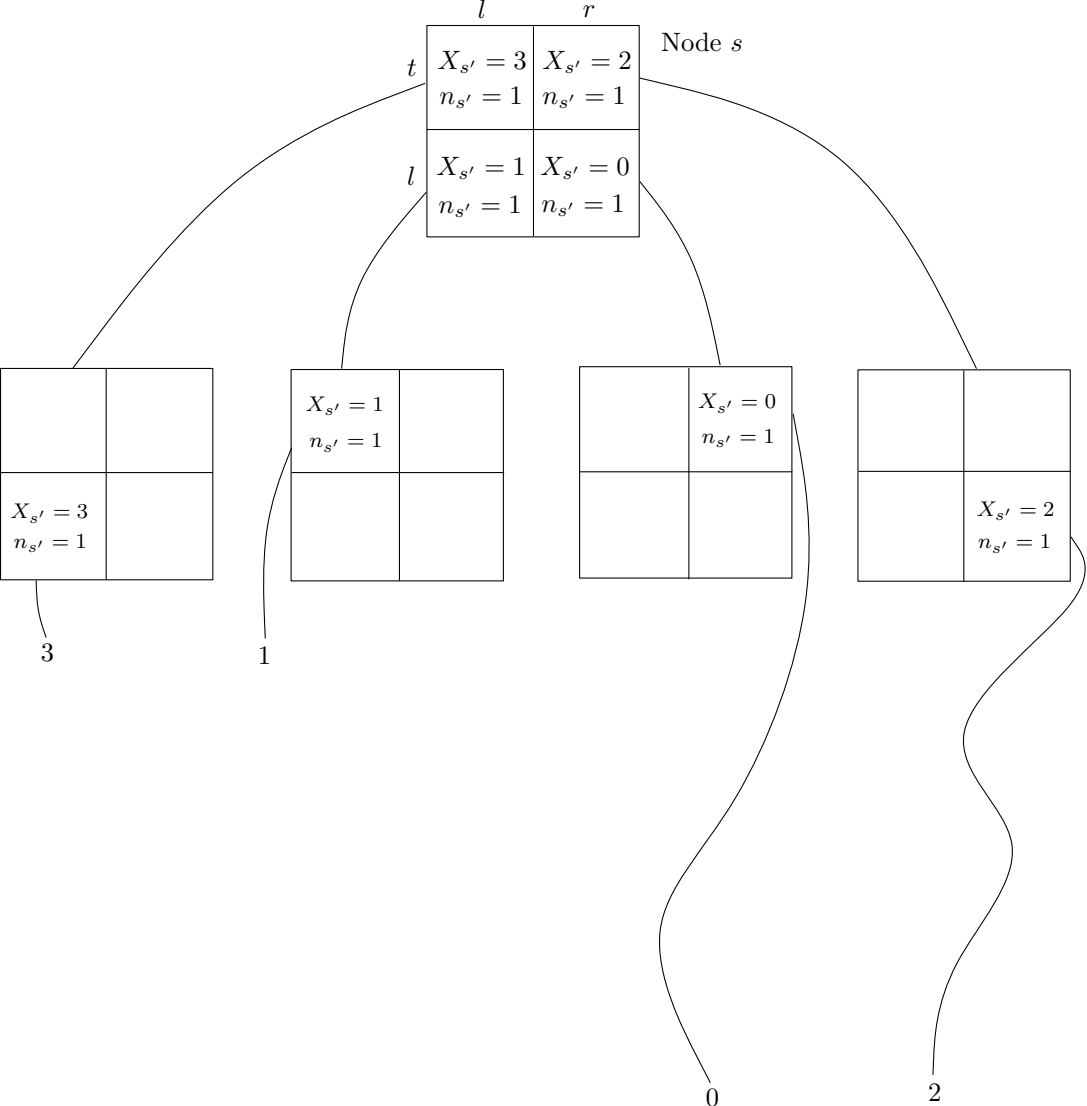 l r
Node s
t
X_{s'} = 3 X_{s'} = 2
n_{s'} = 1 n_{s'} = 1
l
X_{s'} = 1 X_{s'} = 0
n_{s'} = 1 n_{s'} = 1
X_{s'} = 3
n_{s'} = 1
X_{s'} = 1
n_{s'} = 1
X_{s'} = 0
n_{s'} = 1
X_{s'} = 2
n_{s'} = 1
3
1
0
2